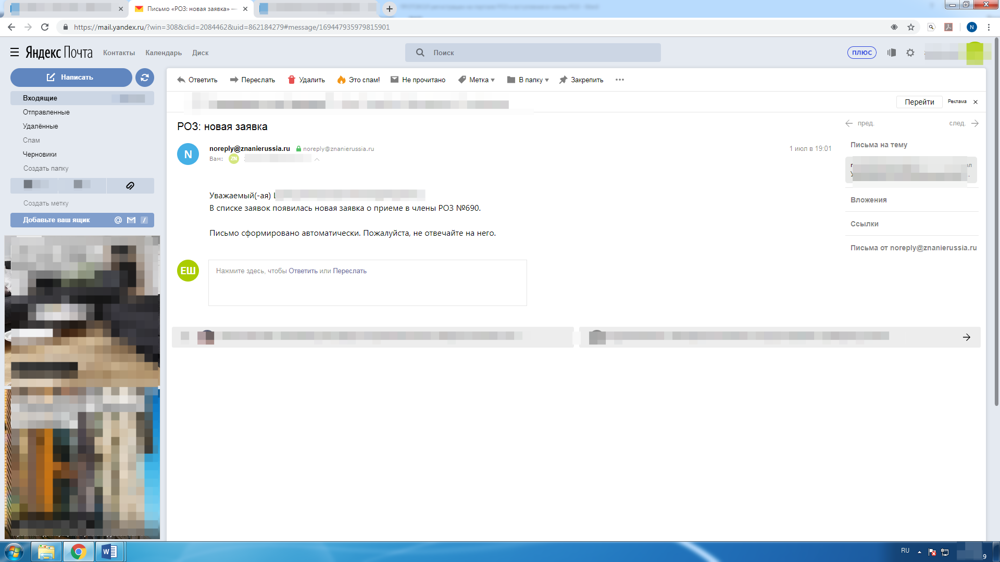 Письмо «РОЗ: новая заявка» —
https://mail.yandex.ru/?win=308&clid=2084462&uid=862184279#message/169447935979815901
N
Яндекс Почта
Контакты
Календарь
Диск
Поиск
ПЛЮС
Написать
Ответить
Переслать
Удалить
Это спам!
Не прочитано
Метка
В папку
Закрепить
Входящие
Отправленные
Удалённые
Спам
Черновики
Создать папку
Создать метку
Добавьте ваш ящик
Перейти
Реклама
РОЗ: новая заявка
пред.
след.
N
noreply@znanierussia.ru noreply@znanierussia.ru
1 июл в 19:01
Вам: ZN
Письма на тему
Уважаемый(-ая)
В списке заявок появилась новая заявка о приеме в члены РОЗ №690.
Письмо сформировано автоматически. Пожалуйста, не отвечайте на него.
Вложения
Ссылки
Письма от noreply@znanierussia.ru
ЕШ
Нажмите здесь, чтобы Ответить или Переслать
RU
9